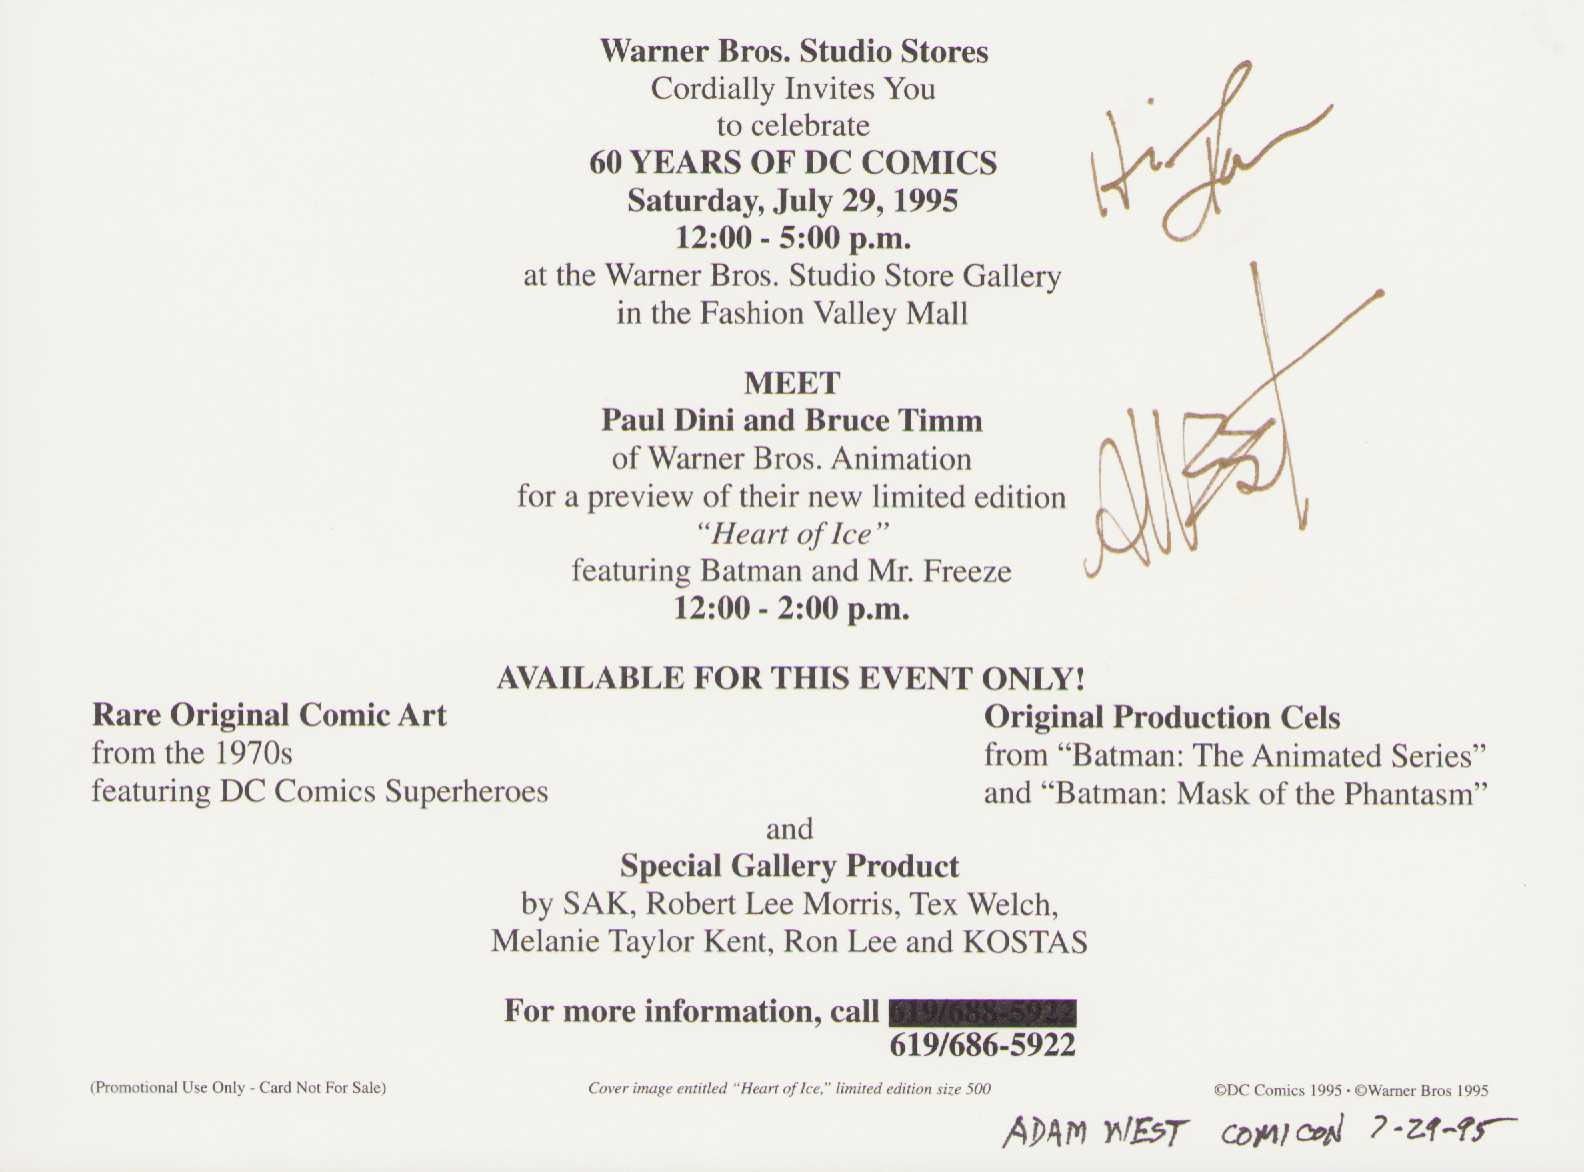 Warner Bros. Studio Stores
Cordially Invites You
to celebrate
60 YEARS OF DC COMICS
Saturday, July 29, 1995
12:00 - 5:00 p.m.
at the Warner Bros. Studio Store Gallery
in the Fashion Valley Mall
MEET
Paul Dini and Bruce Timm
of Warner Bros. Animation
for a preview of their new limited edition
“Heart of Ice”
featuring Batman and Mr. Freeze
12:00 - 2:00 p.m.
AVAILABLE FOR THIS EVENT ONLY!
Rare Original Comic Art
from the 1970s
featuring DC Comics Superheroes
Original Production Cels
from “Batman: The Animated Series”
and “Batman: Mask of the Phantasm”
and
Special Gallery Product
by SAK, Robert Lee Morris, Tex Welch,
Melanie Taylor Kent, Ron Lee and KOSTAS
For more information, call 619/688-5922
619/686-5922
(Promotional Use Only - Card Not For Sale)
Cover image entitled “Heart of Ice,” limited edition size 500
©DC Comics 1995 • ©Warner Bros 1995
ADAM WEST COMICON 7-29-95